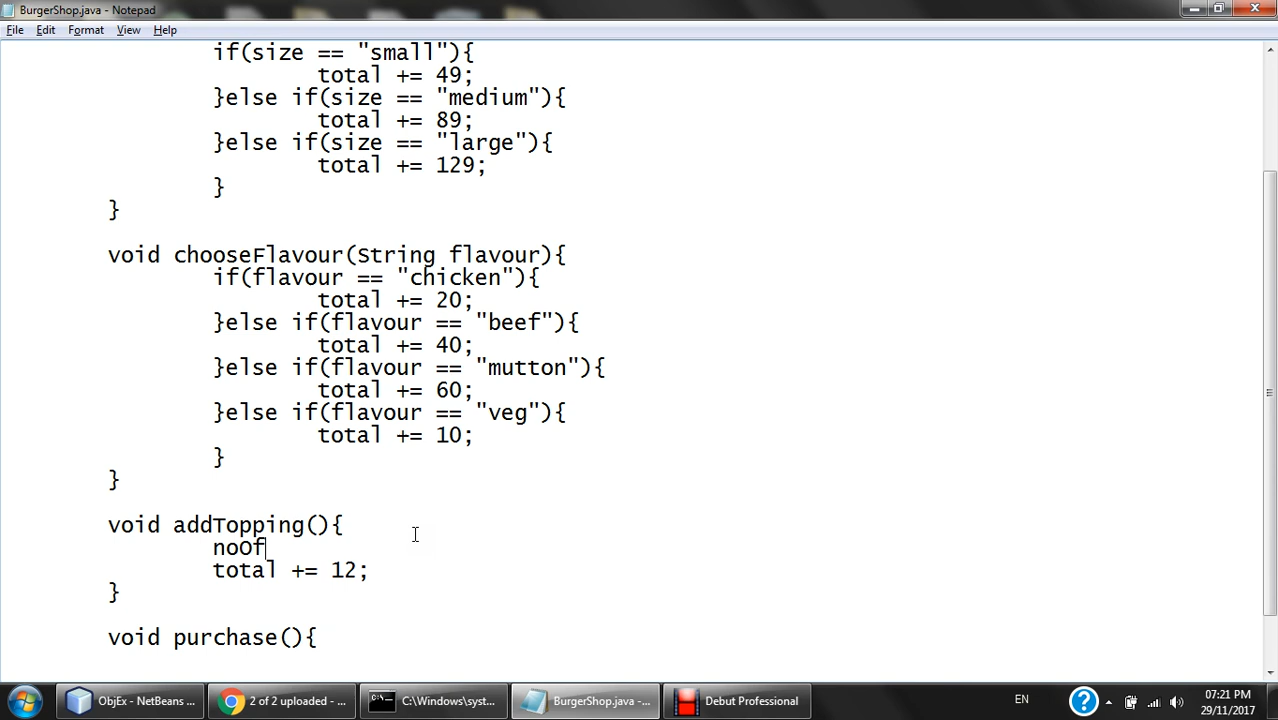 BurgerShop.java - Notepad
File Edit Format View Help
if(size == "small"){
total += 49;
}else if(size == "medium"){
total += 89;
}else if(size == "large"){
total += 129;
}
}
void chooseFlavour(String flavour){
if(flavour == "chicken"){
total += 20;
}else if(flavour == "beef"){
total += 40;
}else if(flavour == "mutton"){
total += 60;
}else if(flavour == "veg"){
total += 10;
}
}
void addTopping(){
noOf
total += 12;
}
void purchase(){
ObjEx - NetBeans ... 2 of 2 uploaded - ... C:\Windows\syst... BurgerShop.java -... Debut Professional EN 07:21 PM
29/11/2017